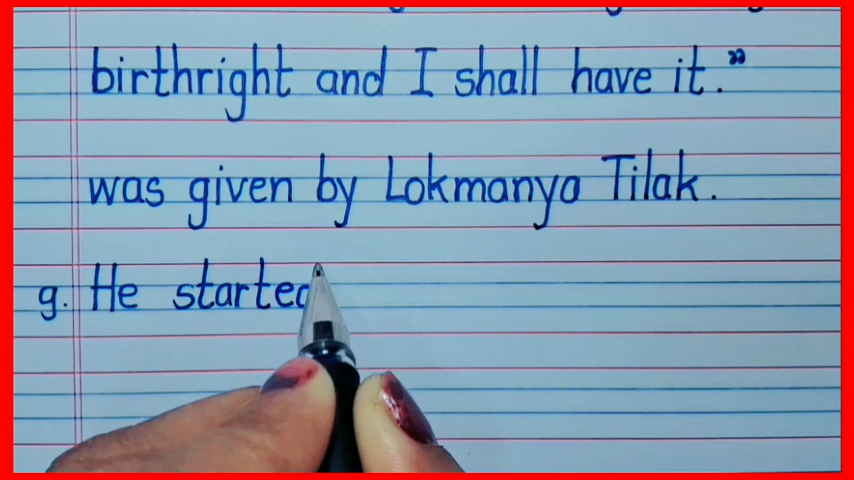 birthright and I shall have it."
was given by Lokmanya Tilak.
g. He started